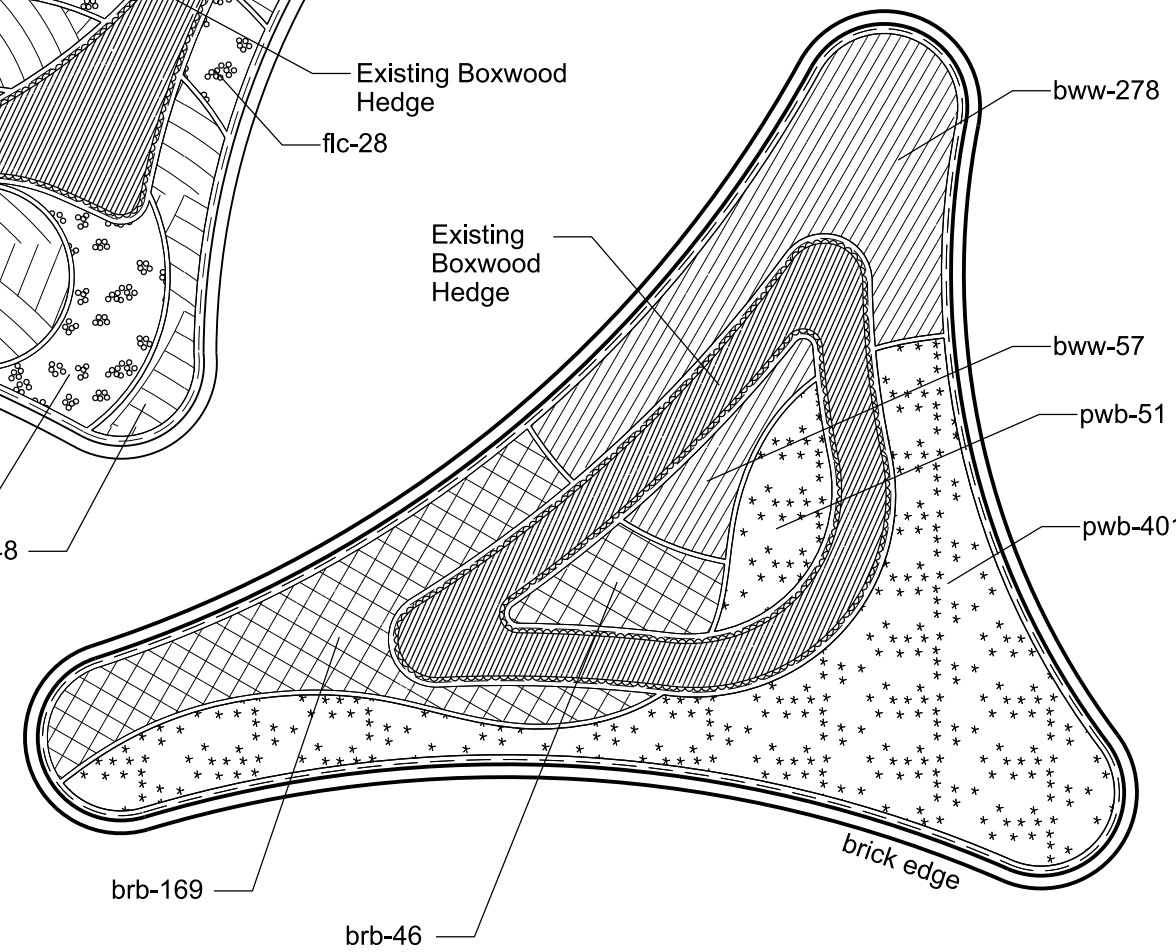 Existing Boxwood
Hedge
flc-28
bww-278
Existing
Boxwood
Hedge
bww-57
pwb-51
pwb-401
brick edge
brb-169
brb-46